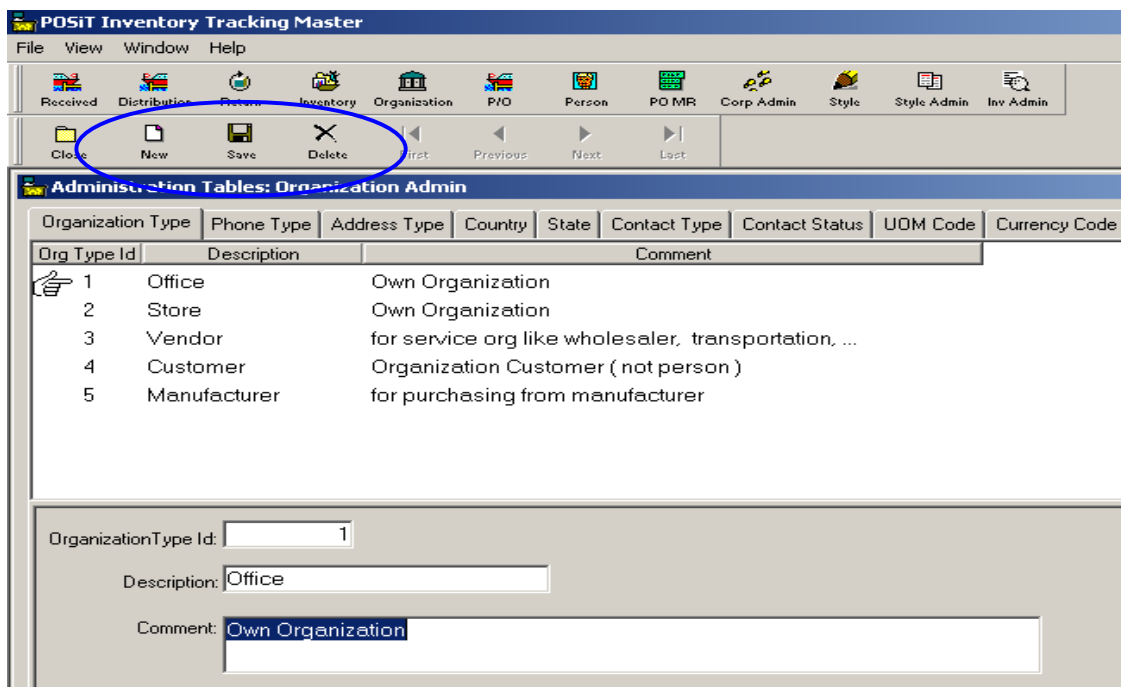 POSiT Inventory Tracking Master
File View Window Help
Received Distribution Return Inventory Organization P/O Person PO MR Corp Admin Style Style Admin Inv Admin
Close New Save Delete First Previous Next Last
Administration Tables: Organization Admin
Organization Type Phone Type Address Type Country State Contact Type Contact Status UOM Code Currency Code
Org Type Id Description Comment
1 Office Own Organization
2 Store Own Organization
3 Vendor for service org like wholesaler, transportation, ...
4 Customer Organization Customer ( not person )
5 Manufacturer for purchasing from manufacturer
OrganizationType Id: 1
Description: Office
Comment: Own Organization